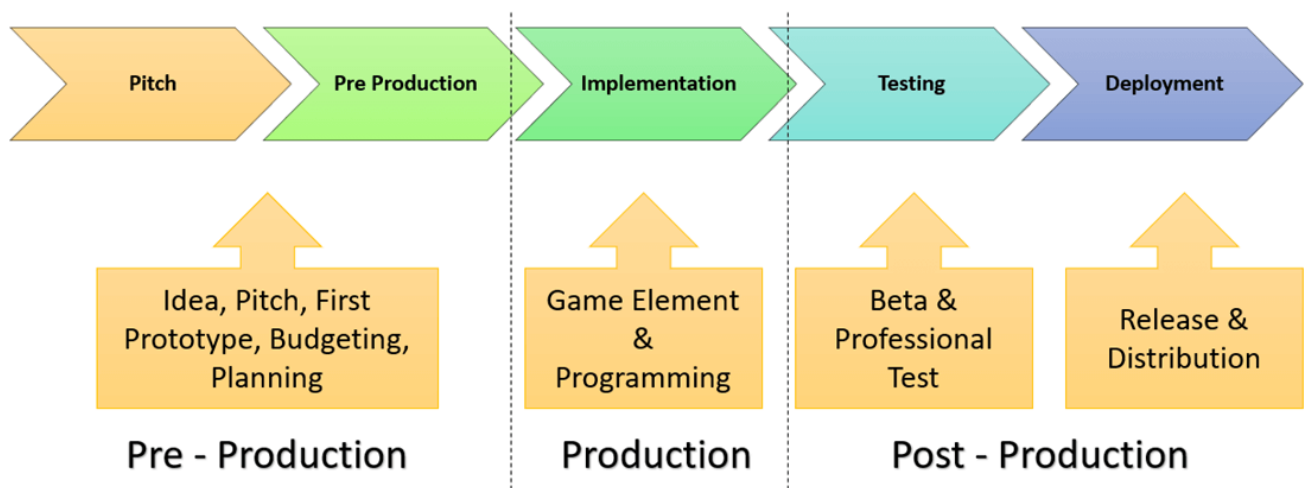 Pitch
Pre Production
Implementation
Testing
Deployment
Idea, Pitch, First
Prototype, Budgeting,
Planning
Game Element
&
Programming
Beta &
Professional
Test
Release &
Distribution
Pre - Production
Production
Post - Production